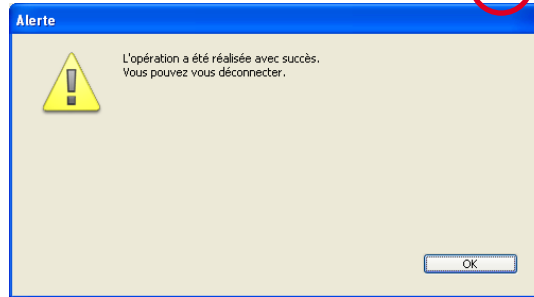 Alerte
L'opération a été réalisée avec succès.
Vous pouvez vous déconnecter.
OK